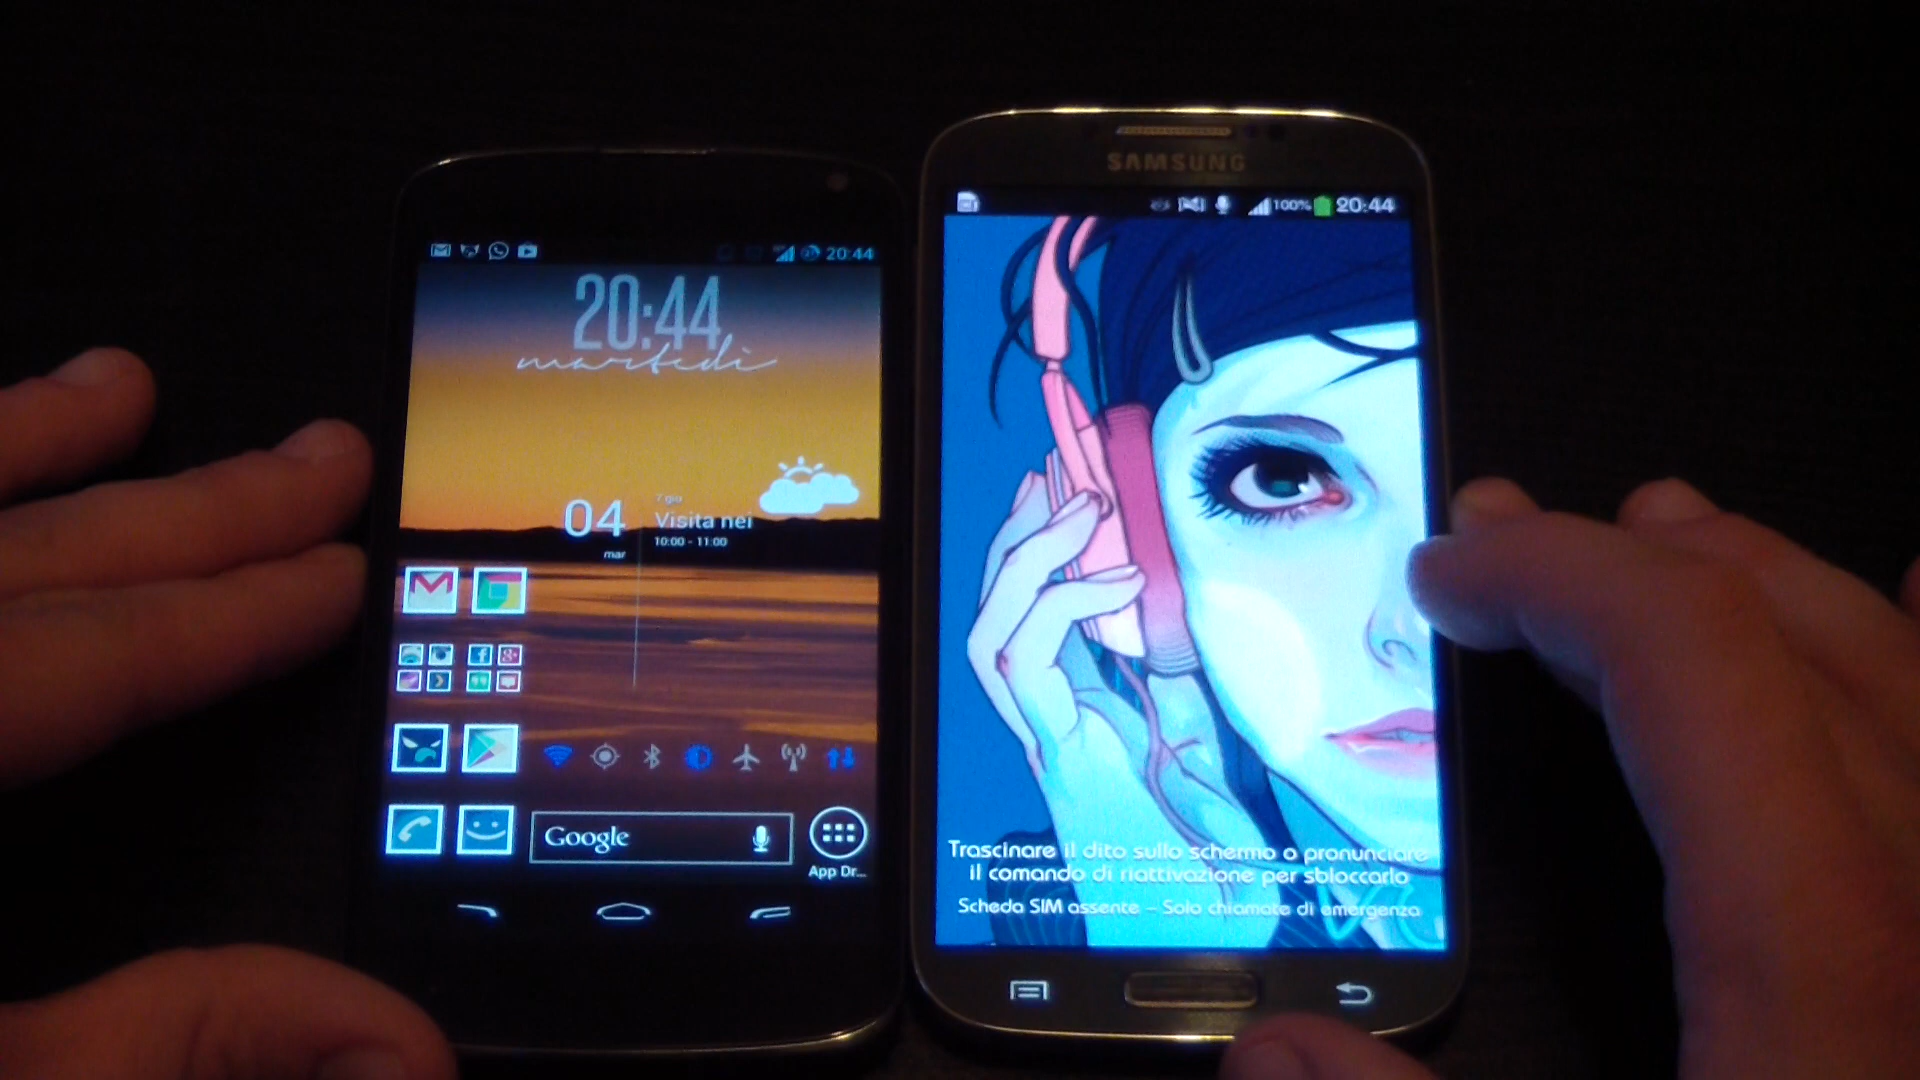 20:44
20:44
martedì
04
mar
7 giu
Visita nei
10:00 - 11:00
Google
App Dr...
SAMSUNG
100% 20:44
Trascinare il dito sullo schermo o pronunciare
il comando di riattivazione per sbloccarlo
Scheda SIM assente – Solo chiamate di emergenza